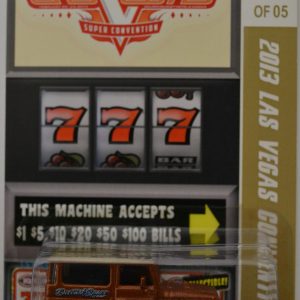 OF 05
SUPER CONVENTION
2013 LAS VEGAS CONVENT
7 7 7
BAR
THIS MACHINE ACCEPTS
$1 $5 $10 $20 $50 $100 BILLS